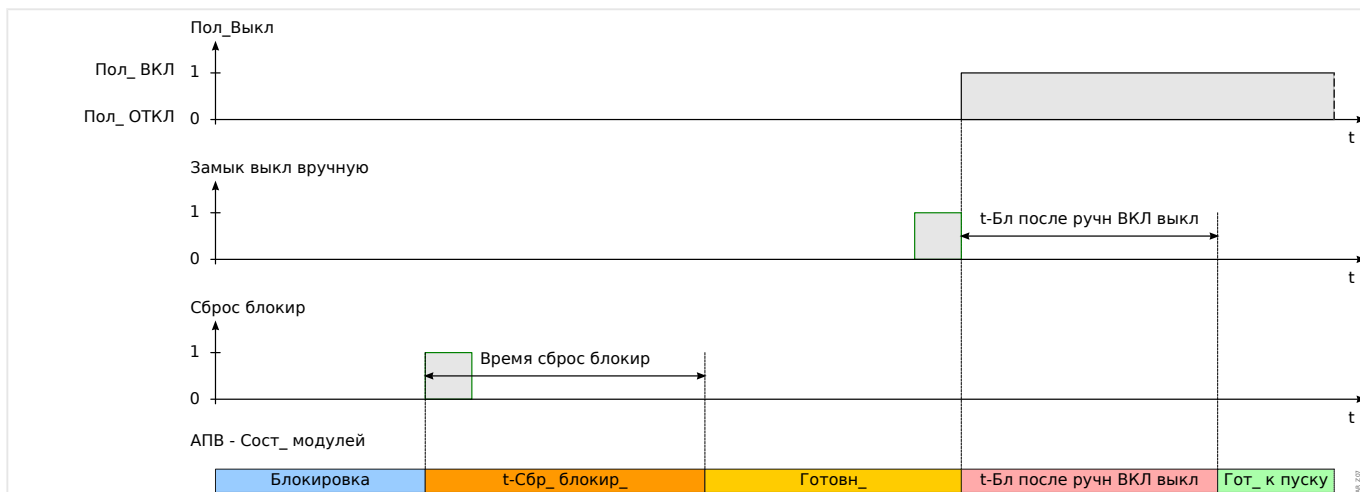 Пол_Выкл
Пол_ ВКЛ 1
Пол_ ОТКЛ 0
t
Замык выкл вручную
1
t-Бл после ручн ВКЛ выкл
0
t
Сброс блокир
1
Время сброс блокир
0
t
АПВ - Сост_ модулей
Блокировка t-Сбр_ блокир_ Готовн_ t-Бл после ручн ВКЛ выкл Гот_ к пуску